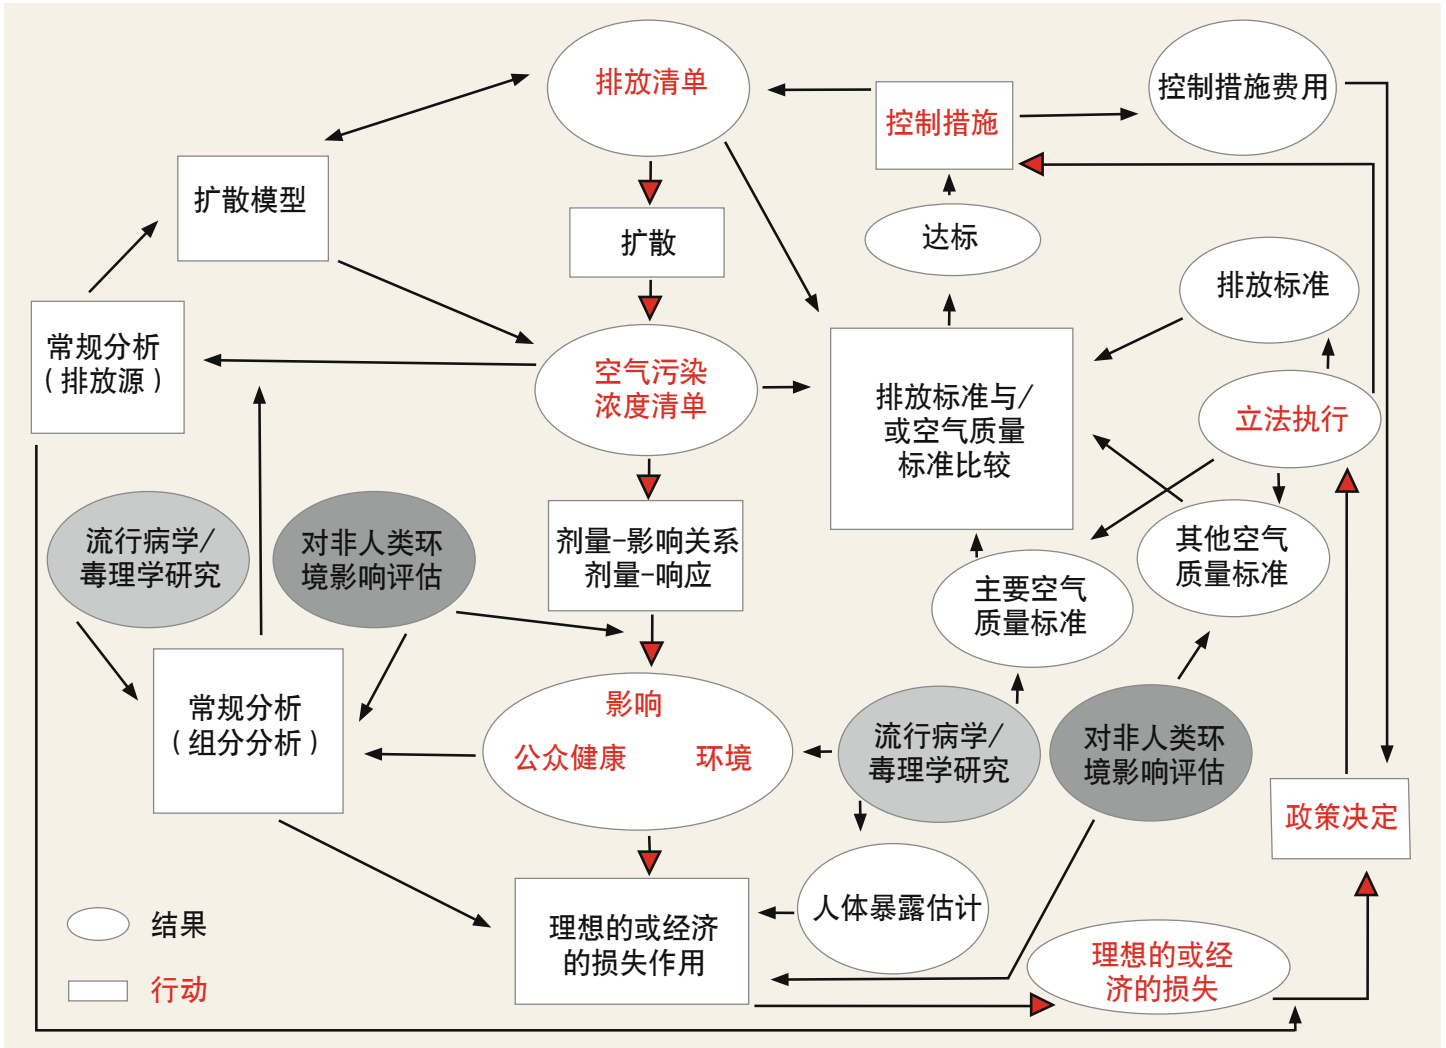 排放清单
控制措施
控制措施费用
扩散模型
扩散
达标
排放标准
常规分析
（排放源）
空气污染
浓度清单
排放标准与/
或空气质量
标准比较
立法执行
流行病学/
毒理学研究
对非人类环
境影响评估
剂量-影响关系
剂量-响应
主要空气
质量标准
其他空气
质量标准
常规分析
（组分分析）
影响
公众健康 环境
流行病学/
毒理学研究
对非人类环
境影响评估
政策决定
结果
行动
理想的或经济
的损失作用
人体暴露估计
理想的或经
济的损失